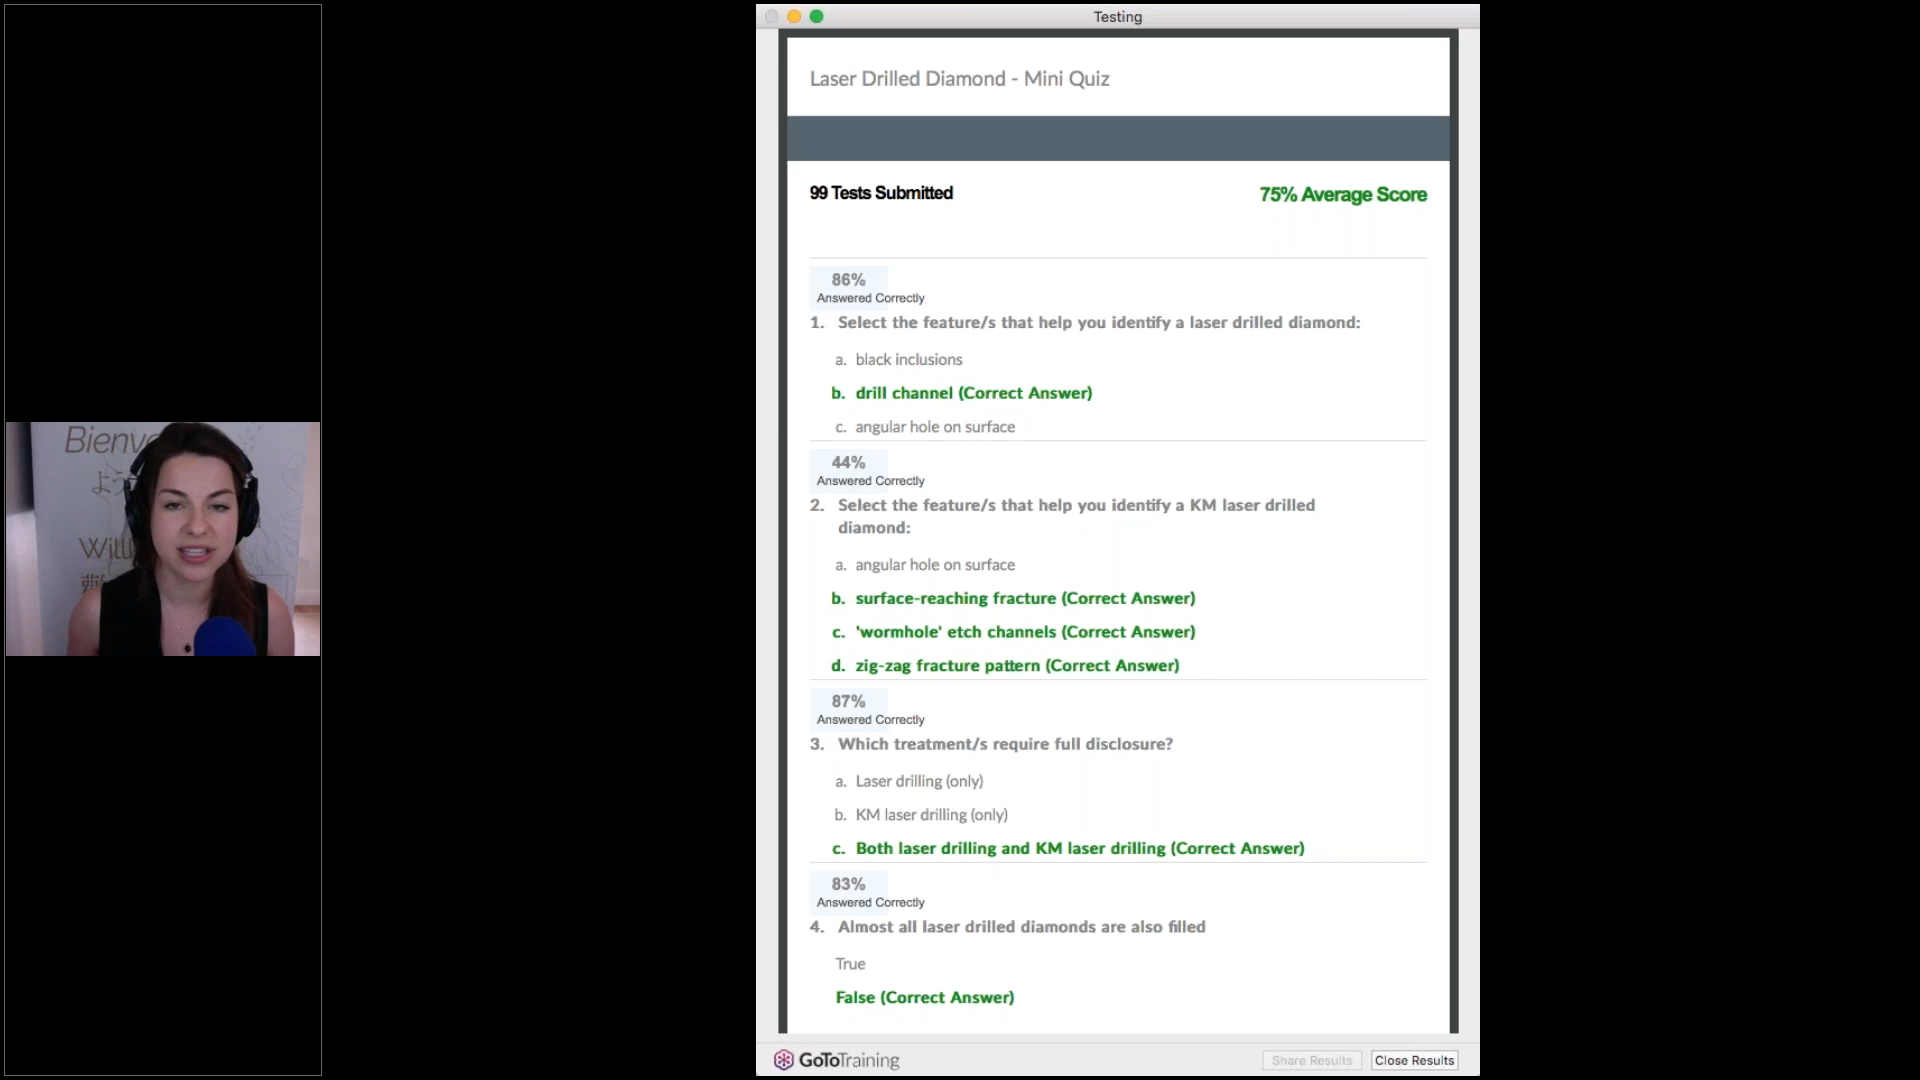 Bienv
よう
Will
Testing
Laser Drilled Diamond - Mini Quiz
99 Tests Submitted
75% Average Score
86%
Answered Correctly
1. Select the feature/s that help you identify a laser drilled diamond:
a. black inclusions
b. drill channel (Correct Answer)
c. angular hole on surface
44%
Answered Correctly
2. Select the feature/s that help you identify a KM laser drilled
diamond:
a. angular hole on surface
b. surface-reaching fracture (Correct Answer)
c. 'wormhole' etch channels (Correct Answer)
d. zig-zag fracture pattern (Correct Answer)
87%
Answered Correctly
3. Which treatment/s require full disclosure?
a. Laser drilling (only)
b. KM laser drilling (only)
c. Both laser drilling and KM laser drilling (Correct Answer)
83%
Answered Correctly
4. Almost all laser drilled diamonds are also filled
True
False (Correct Answer)
GoToTraining
Share Results
Close Results